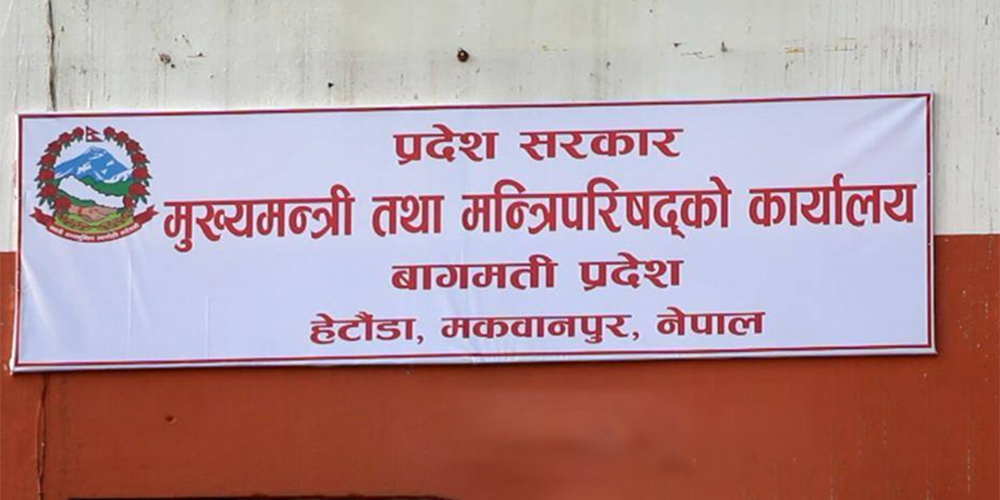 प्रदेश सरकार
मुख्यमन्त्री तथा मन्त्रिपरिषद्को कार्यालय
बागमती प्रदेश
हेटौंडा, मकवानपुर, नेपाल